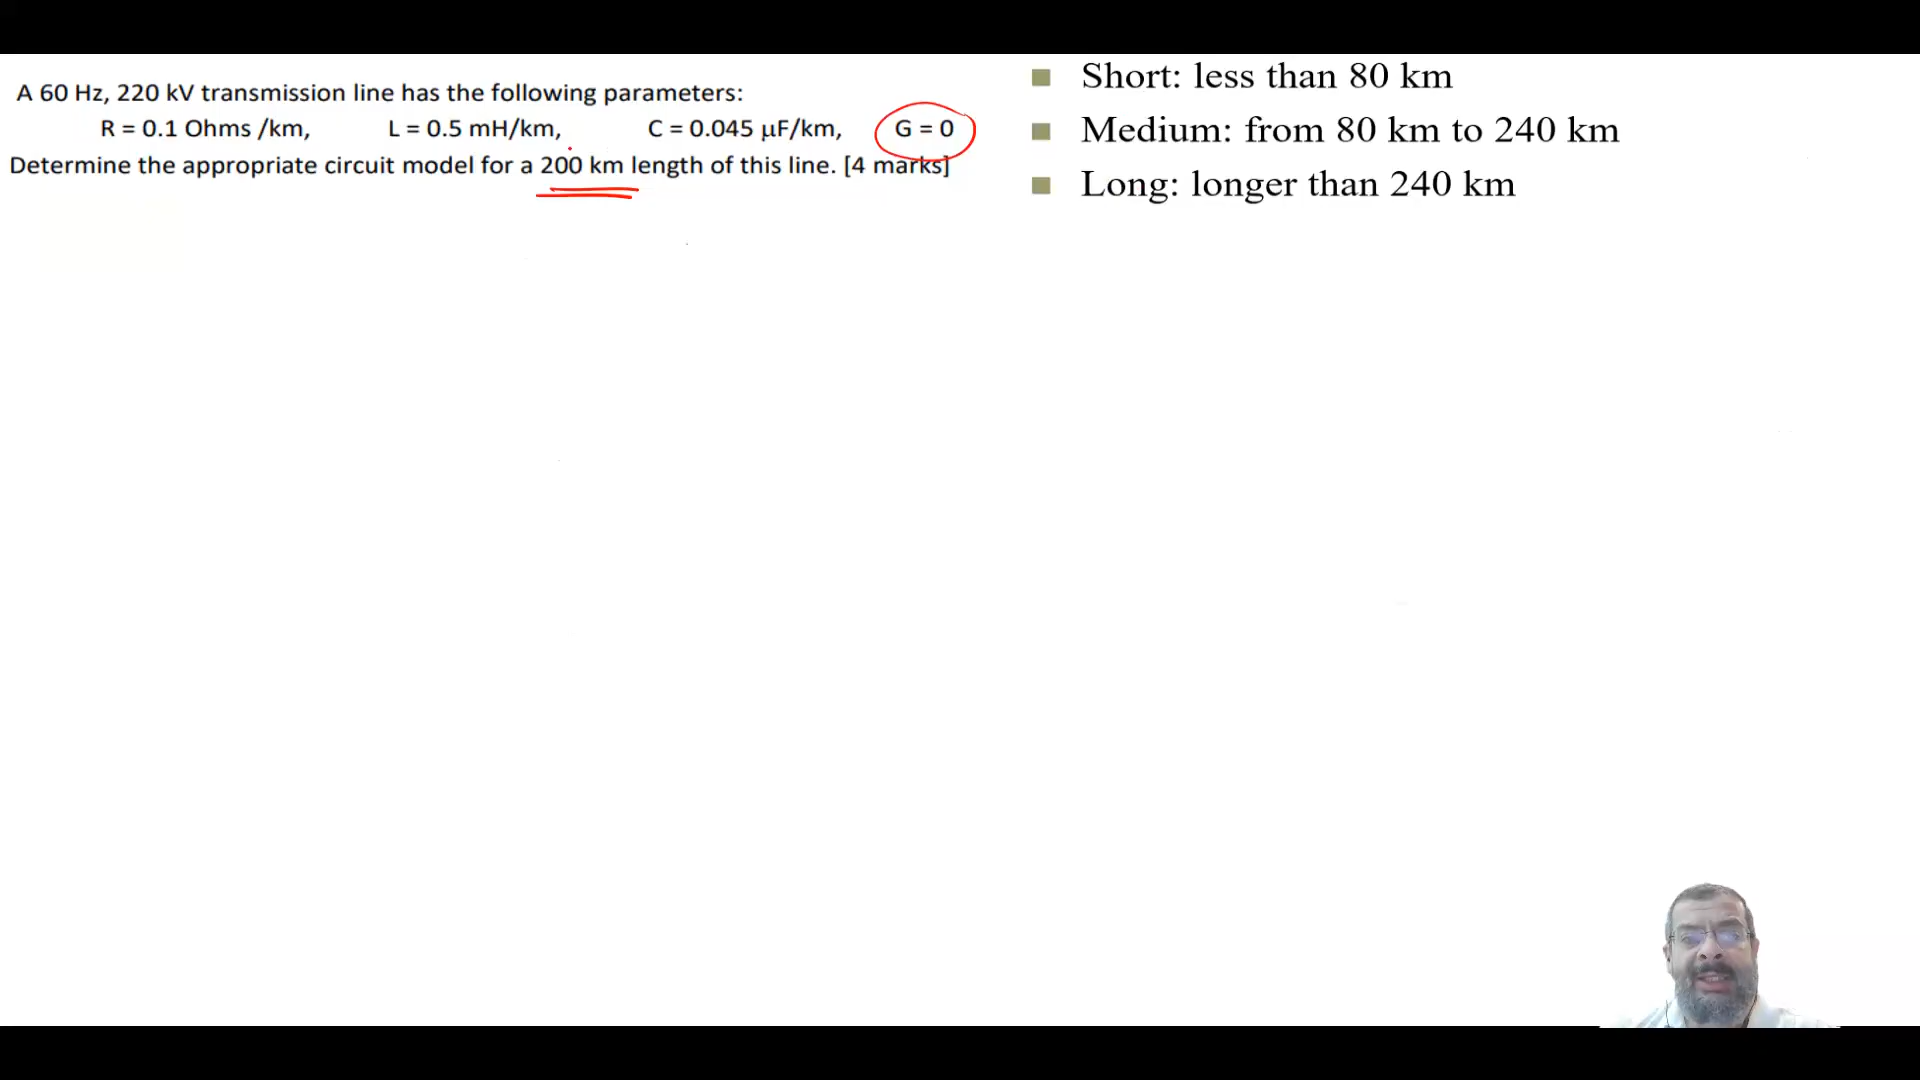 A 60 Hz, 220 kV transmission line has the following parameters:
R = 0.1 Ohms /km, L = 0.5 mH/km, C = 0.045 µF/km, G = 0
Determine the appropriate circuit model for a 200 km length of this line. [4 marks]
Short: less than 80 km
Medium: from 80 km to 240 km
Long: longer than 240 km